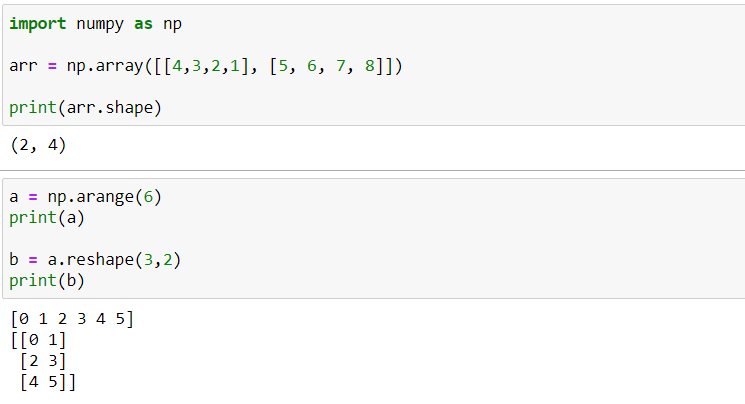 import numpy as np
arr = np.array([[4,3,2,1], [5, 6, 7, 8]])
print(arr.shape)
(2, 4)
a = np.arange(6)
print(a)
b = a.reshape(3,2)
print(b)
[0 1 2 3 4 5]
[[0 1]
 [2 3]
 [4 5]]